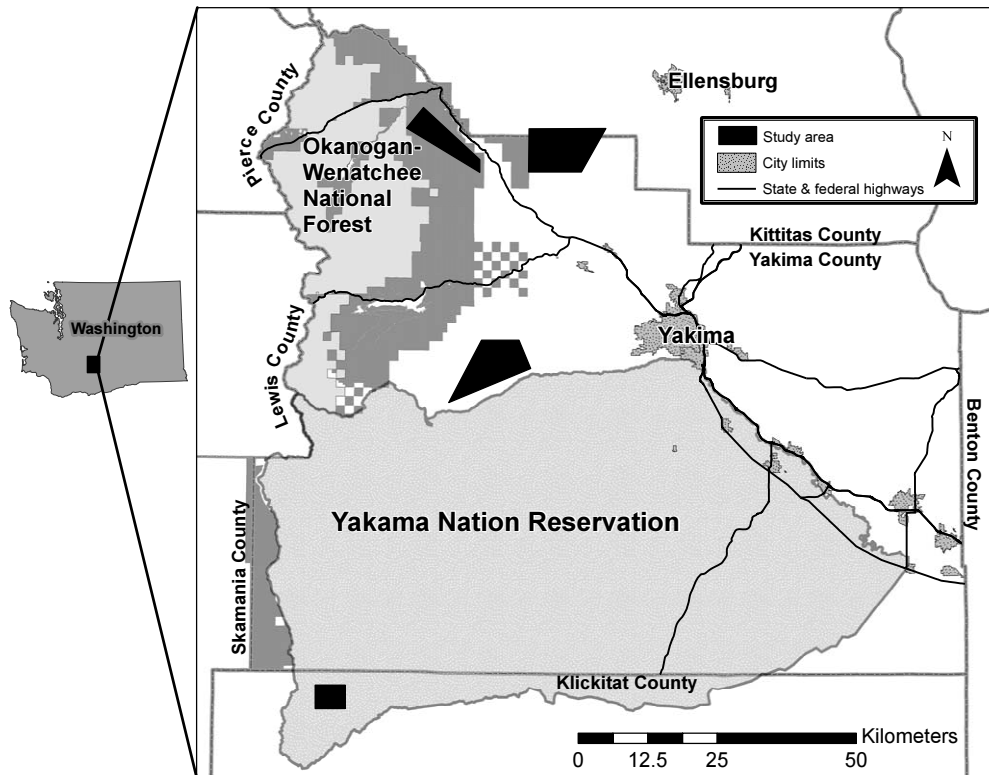 Pierce County
Ellensburg
Study area
City limits
State & federal highways
N
Okanogan-
Wenatchee
National
Forest
Kittitas County
Yakima County
Washington
Lewis County
Yakima
Benton County
Yakama Nation Reservation
Skamania County
Klickitat County
Kilometers
0 12.5 25 50